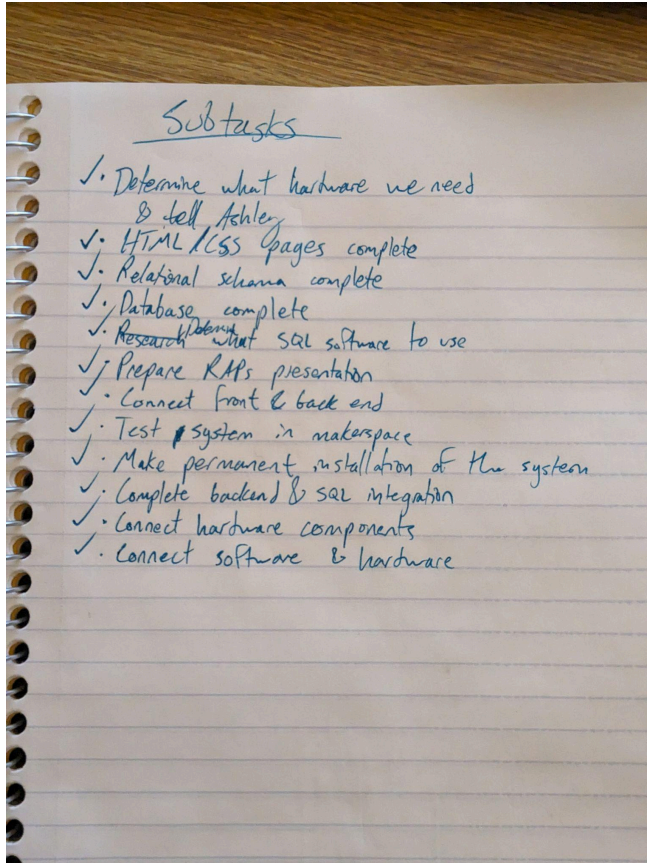 Subtasks
✓ • Determine what hardware we need
& tell Ashley
✓ • HTML/CSS pages complete
✓ • Relational schema complete
✓ • Database complete
✓ • Determine what SQL software to use
✓ • Prepare RAPs presentation
✓ • Connect front & back end
✓ • Test system in makerspace
✓ • Make permanent installation of the system
✓ • Complete backend & SQL integration
✓ • Connect hardware components
✓ • Connect software & hardware